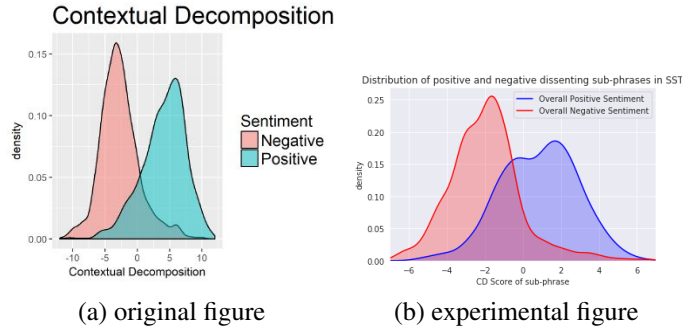 Contextual Decomposition
0.15
0.10
0.05
0.00
density
-10 -5 0 5 10
Contextual Decomposition
Sentiment
Negative
Positive
(a) original figure
Distribution of positive and negative dissenting sub-phrases in SST
Overall Positive Sentiment
Overall Negative Sentiment
0.25
0.20
0.15
0.10
0.05
0.00
density
-6 -4 -2 0 2 4 6
CD Score of sub-phrase
(b) experimental figure